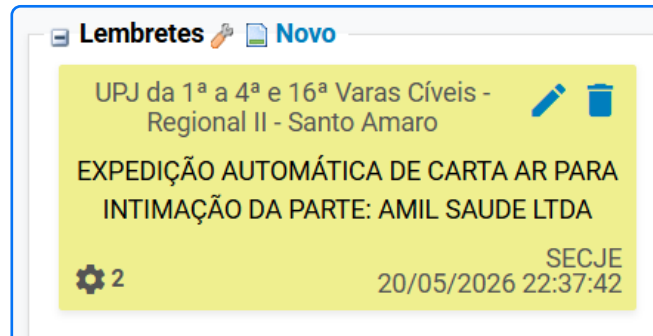 Lembretes Novo
UPJ da 1ª a 4ª e 16ª Varas Cíveis -
Regional II - Santo Amaro
EXPEDIÇÃO AUTOMÁTICA DE CARTA AR PARA
INTIMAÇÃO DA PARTE: AMIL SAUDE LTDA
SECJE
2 20/05/2026 22:37:42